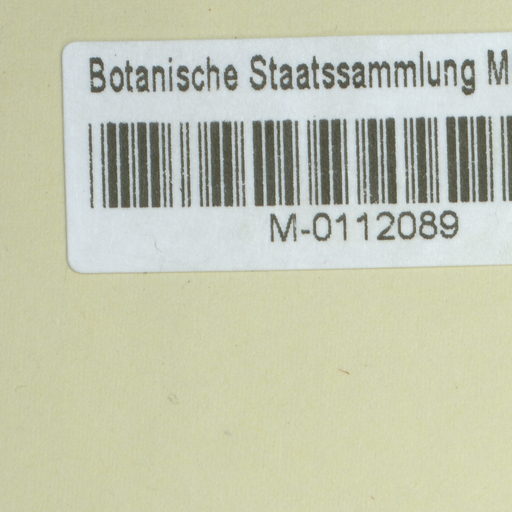 Botanische Staatssammlung M
M-0112089